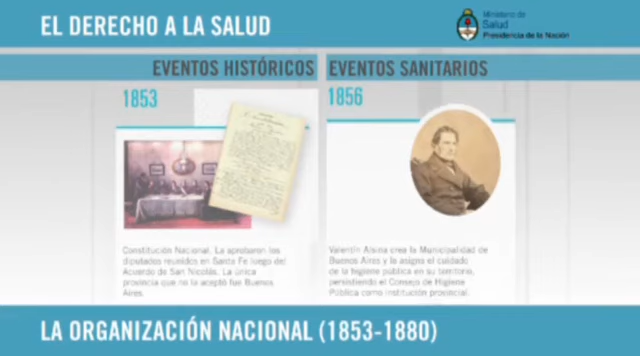 EL DERECHO A LA SALUD
Ministerio de
Salud
Presidencia de la Nación
EVENTOS HISTÓRICOS
EVENTOS SANITARIOS
1853
1856
Constitución Nacional. La aprobaron los
diputados reunidos en Santa Fe luego del
Acuerdo de San Nicolás. La única
provincia que no la aceptó fue Buenos
Aires.
Valentín Alsina crea la Municipalidad de
Buenos Aires y la asigna el cuidado
de la higiene pública en su territorio,
persistiendo el Consejo de Higiene
Pública como institución provincial.
LA ORGANIZACIÓN NACIONAL (1853-1880)